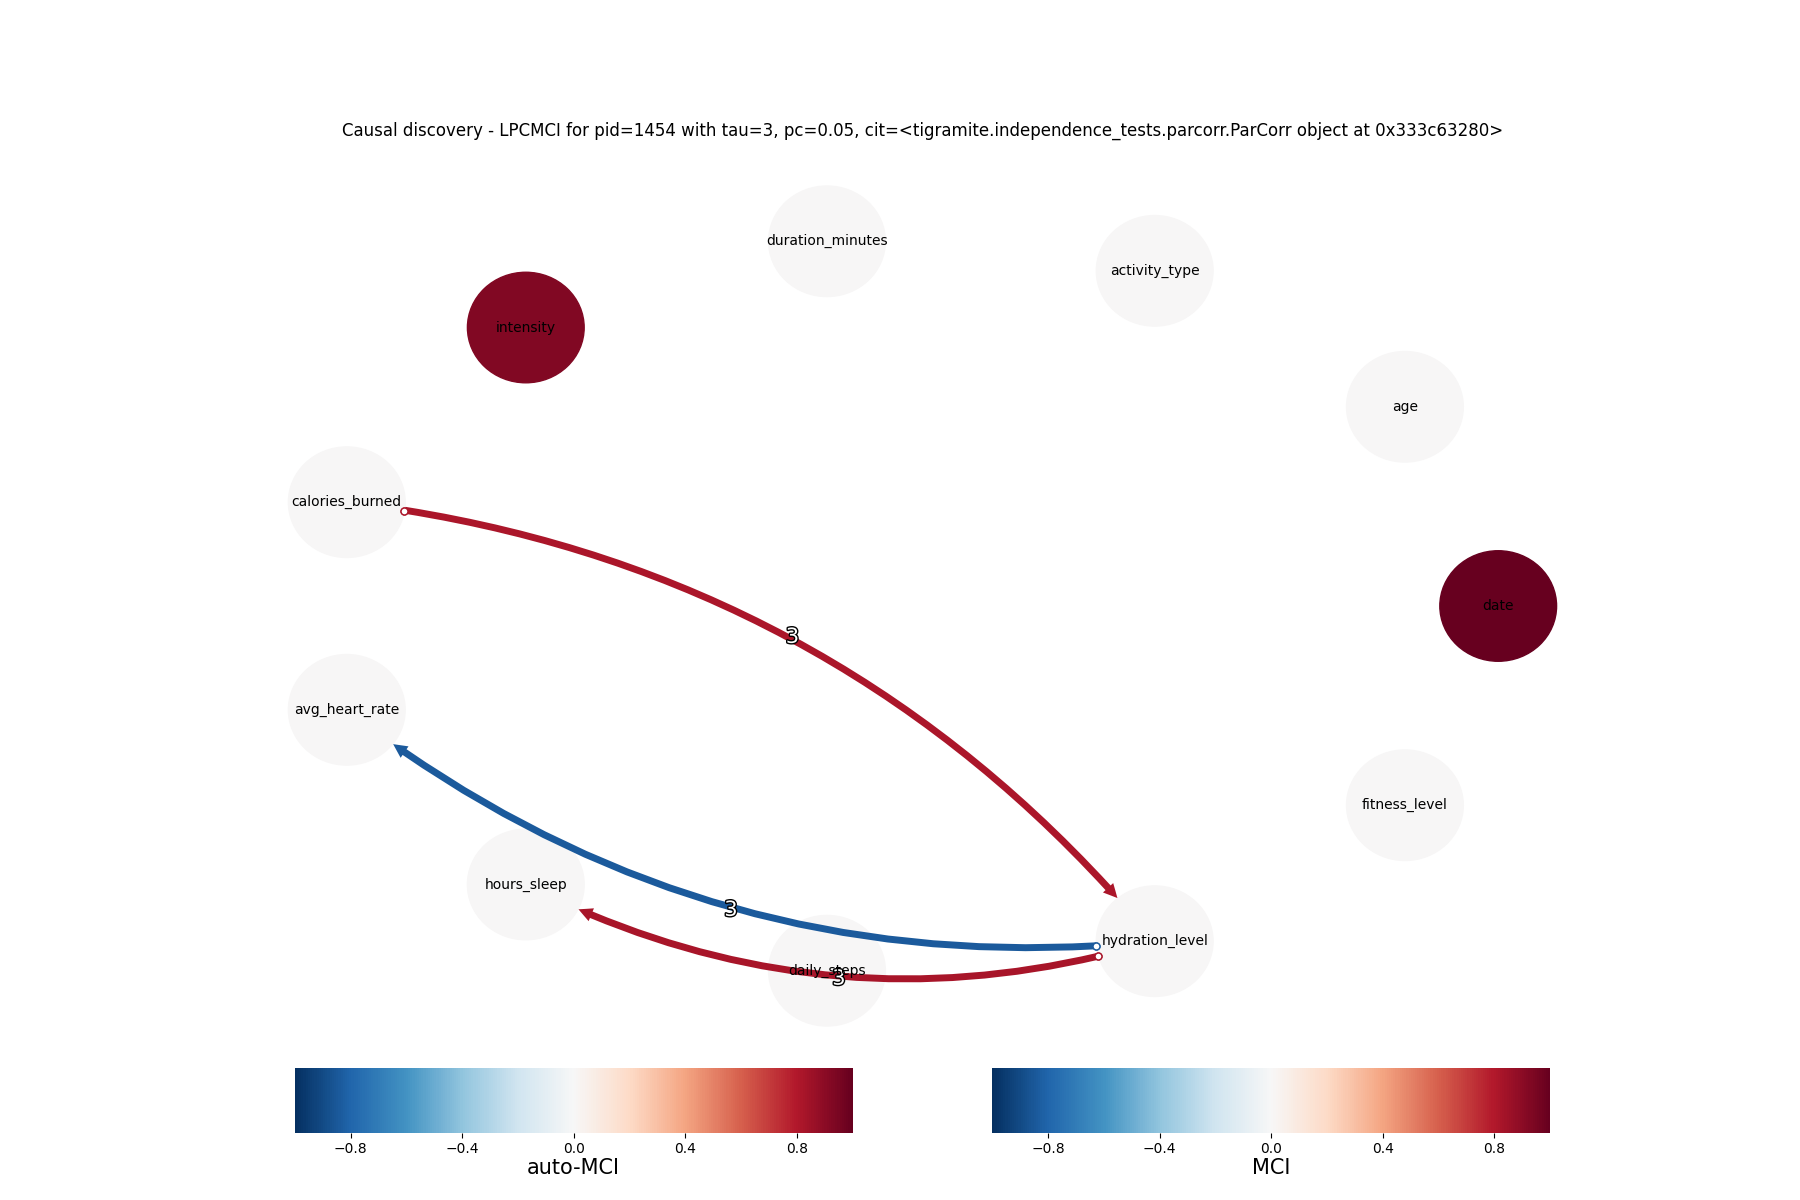 Causal discovery - LPCMCI for pid=1454 with tau=3, pc=0.05, cit=<tigramite.independence_tests.parcorr.ParCorr object at 0x333c63280>
duration_minutes
activity_type
intensity
age
calories_burned
date
3
avg_heart_rate
fitness_level
hours_sleep
3
hydration_level
daily_steps
3
−0.8 −0.4 0.0 0.4 0.8
auto-MCI
−0.8 −0.4 0.0 0.4 0.8
MCI